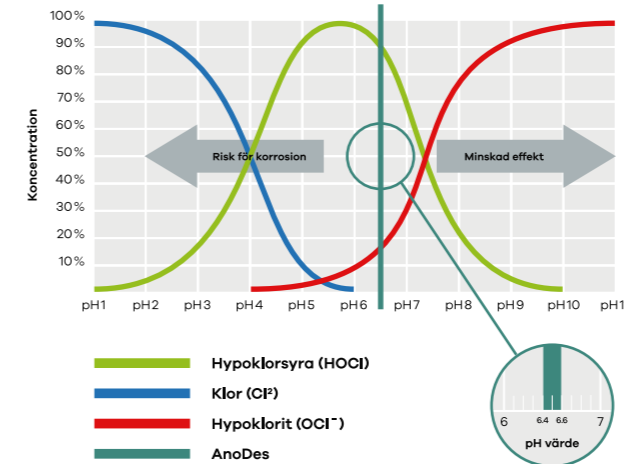 100%
90%
80%
70%
60%
50%
40%
30%
20%
10%
Koncentration
Risk för korrosion
Minskad effekt
pH1 pH2 pH3 pH4 pH5 pH6 pH7 pH8 pH9 pH10 pH1
Hypoklorsyra (HOCl)
Klor (Cl²)
Hypoklorit (OCl⁻)
AnoDes
6 6.4 6.6 7
pH värde